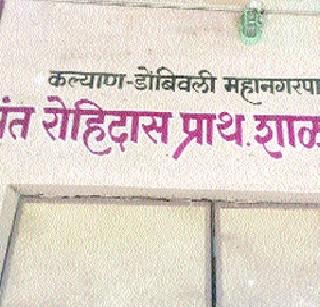 कल्याण-डोंबिवली महानगरपा
ंत रोहिदास प्राथ. शाळ